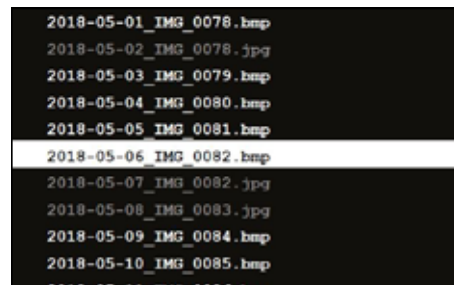 2018-05-01_IMG_0078.bmp
2018-05-02_IMG_0078.jpg
2018-05-03_IMG_0079.bmp
2018-05-04_IMG_0080.bmp
2018-05-05_IMG_0081.bmp
2018-05-06_IMG_0082.bmp
2018-05-07_IMG_0082.jpg
2018-05-08_IMG_0083.jpg
2018-05-09_IMG_0084.bmp
2018-05-10_IMG_0085.bmp